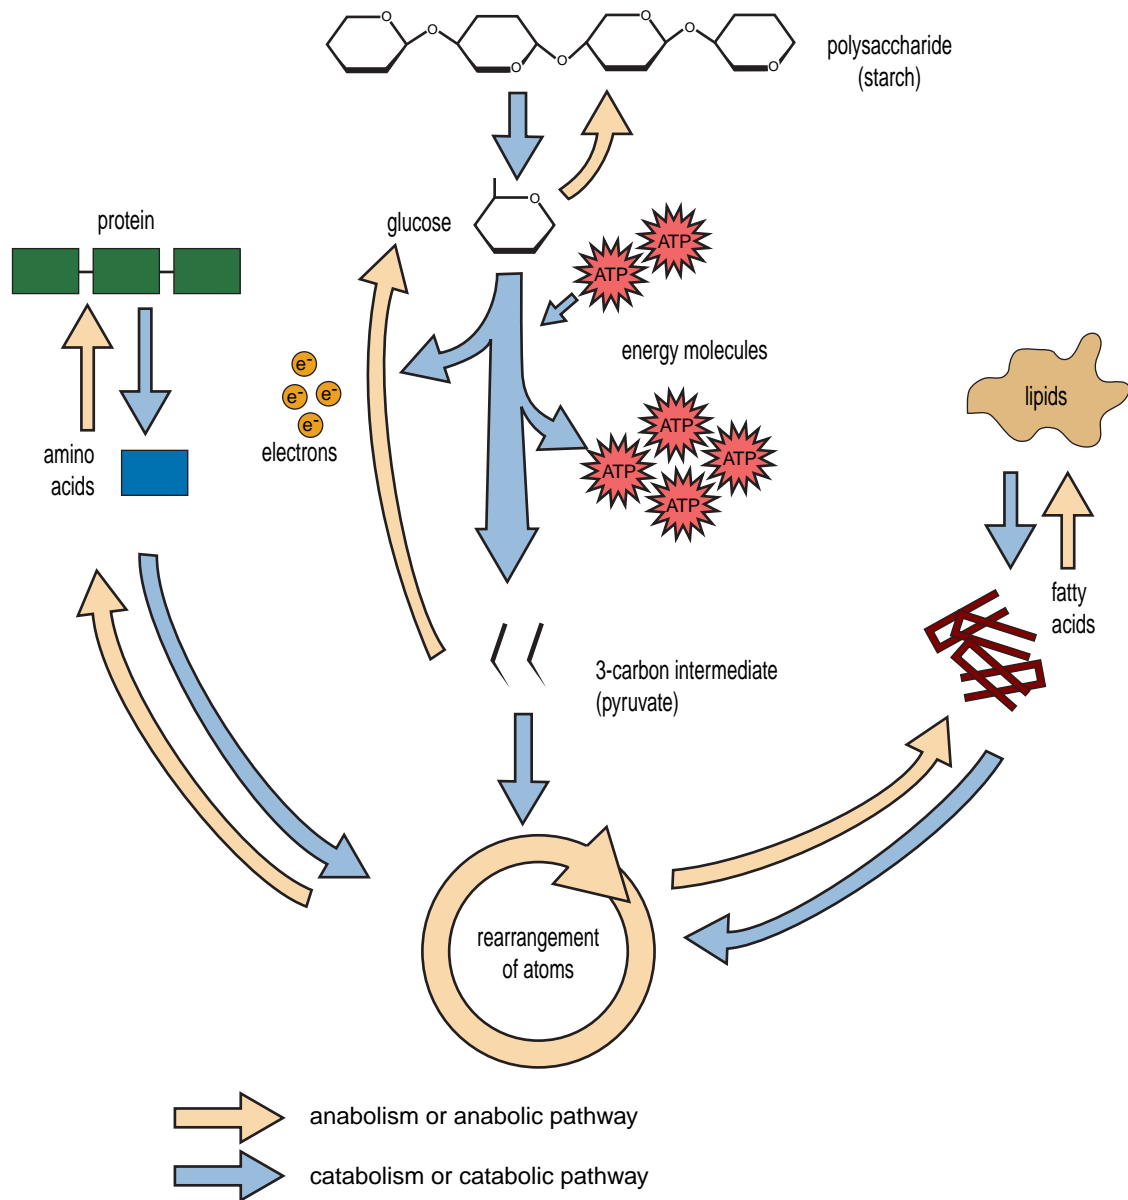 O
O
O
O
O
O
O
polysaccharide
(starch)
glucose
O
protein
ATP
ATP
energy molecules
e-
e-
e-
e-
electrons
ATP
ATP
ATP
ATP
lipids
amino
acids
fatty
acids
3-carbon intermediate
(pyruvate)
rearrangement
of atoms
anabolism or anabolic pathway
catabolism or catabolic pathway